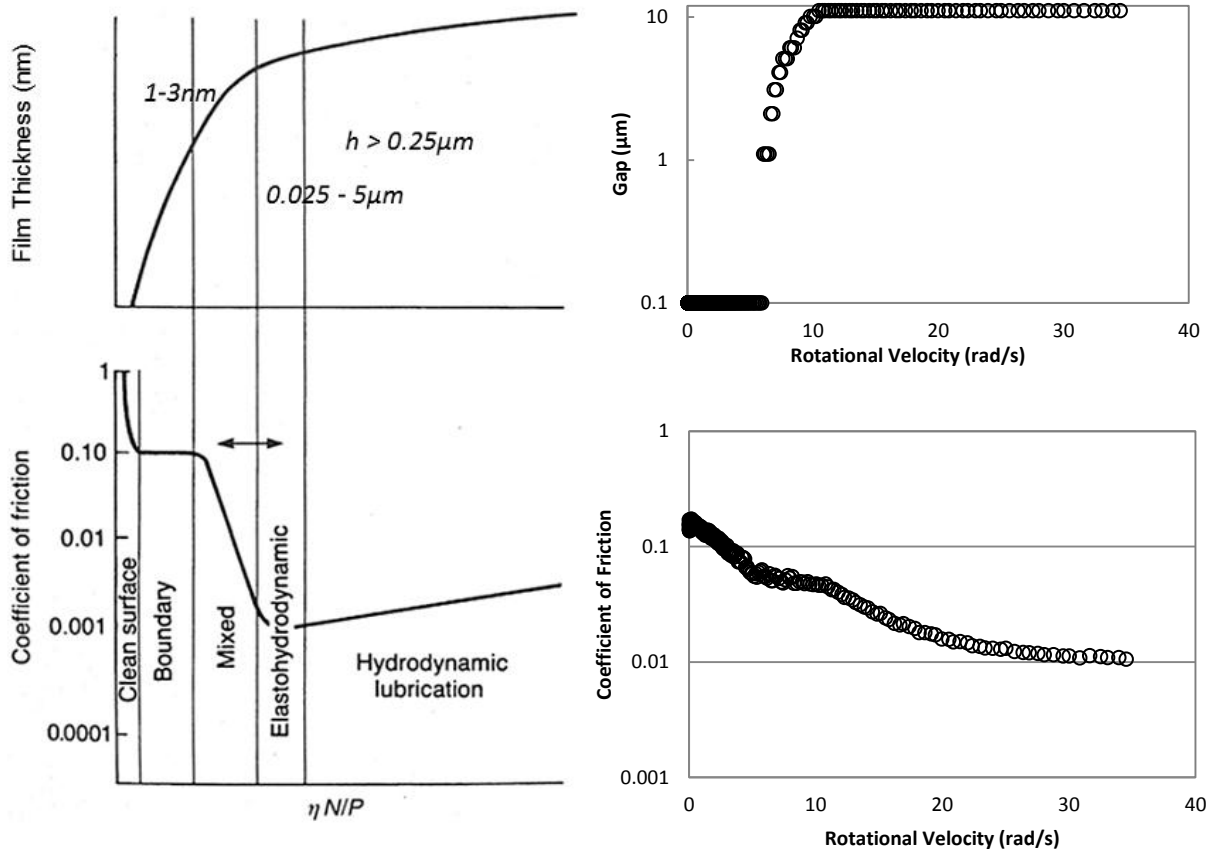 Film Thickness (nm)
1-3nm
h > 0.25μm
0.025 - 5μm
Coefficient of friction
1
0.10
0.01
0.001
0.0001
Clean surface
Boundary
Mixed
Elastohydrodynamic
Hydrodynamic
lubrication
η N/P
Gap (μm)
10
1
0.1
0
10
20
30
40
Rotational Velocity (rad/s)
Coefficient of Friction
1
0.1
0.01
0.001
0
10
20
30
40
Rotational Velocity (rad/s)